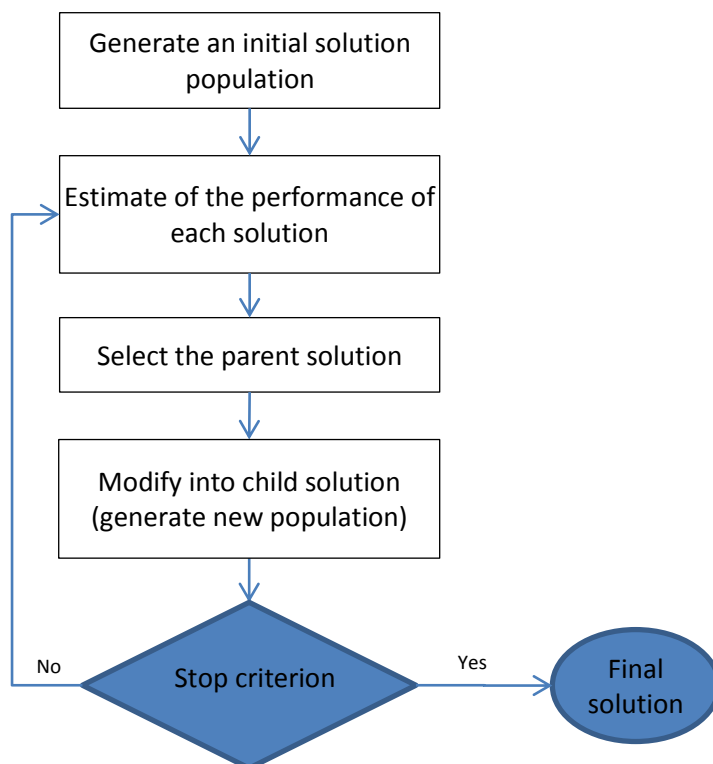 Generate an initial solution
population
Estimate of the performance of
each solution
Select the parent solution
Modify into child solution
(generate new population)
No
Stop criterion
Yes
Final
solution